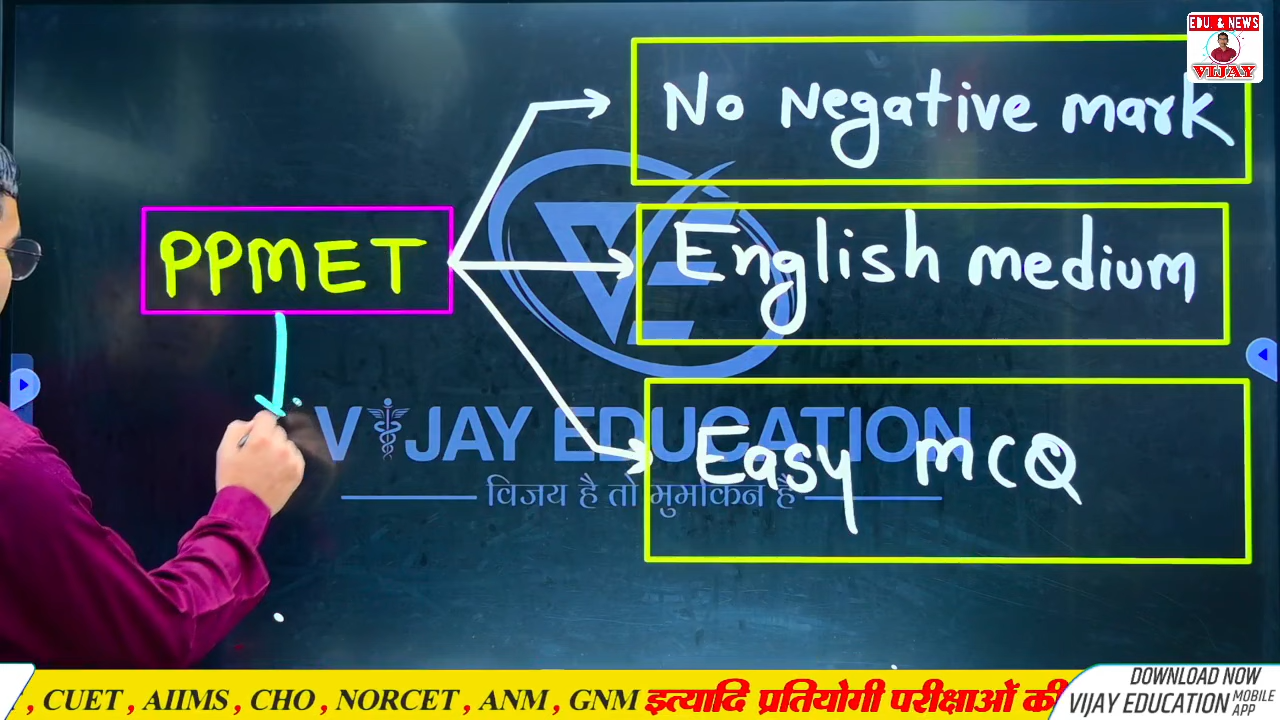 EDU. & NEWS
VIJAY
No Negative mark
PPMET
English medium
VIJAY EDUCATION
Easy MCQ
विजय है तो मुमकिन है
, CUET , AIIMS , CHO , NORCET , ANM , GNM इत्यादि प्रतियोगी परीक्षाओं की
DOWNLOAD NOW
VIJAY EDUCATION MOBILE APP